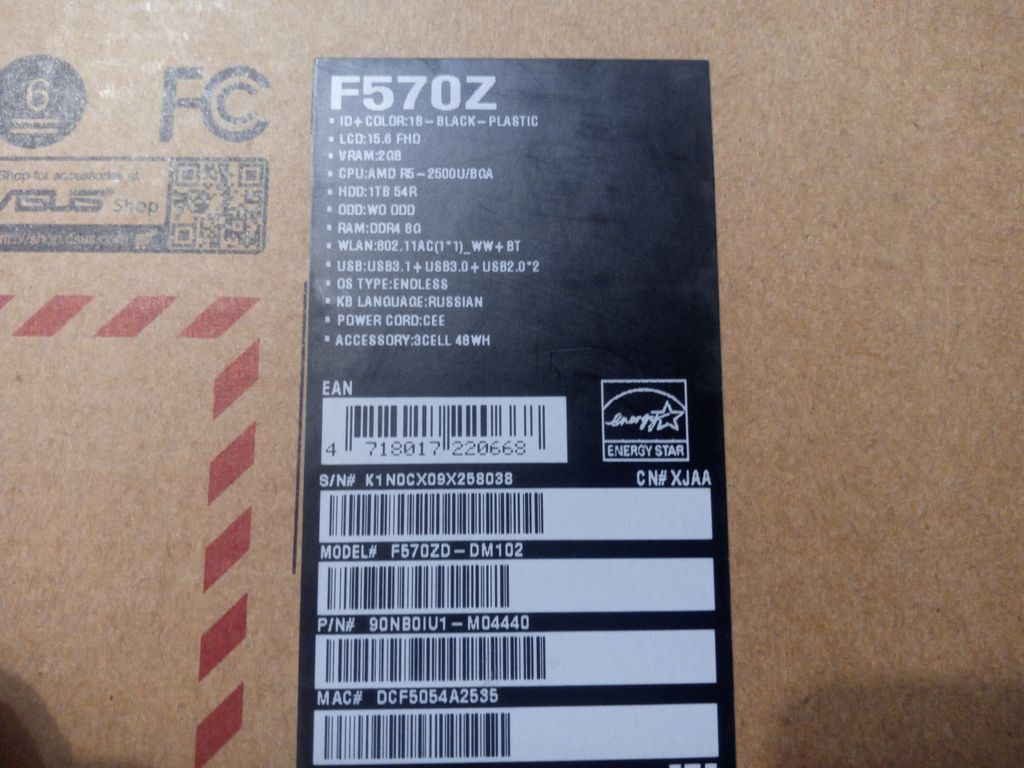 6
FC
Shop for accessories at
ASUS Shop
http://shop.asus.com
F570Z
▪ ID+COLOR:1B-BLACK-PLASTIC
▪ LCD:15.6 FHD
▪ VRAM:2GB
▪ CPU:AMD R5-2500U/BGA
▪ HDD:1TB 54R
▪ ODD:WO ODD
▪ RAM:DDR4 8G
▪ WLAN:802.11AC(1*1)_WW+BT
▪ USB:USB3.1+USB3.0+USB2.0*2
▪ OS TYPE:ENDLESS
▪ KB LANGUAGE:RUSSIAN
▪ POWER CORD:CEE
▪ ACCESSORY:3CELL 48WH
EAN
4 718017 220668
energy
ENERGY STAR
S/N# K1N0CX09X258038 CN# XJAA
MODEL# F570ZD-DM102
P/N# 90NB0IU1-M04440
MAC# DCF5054A2535